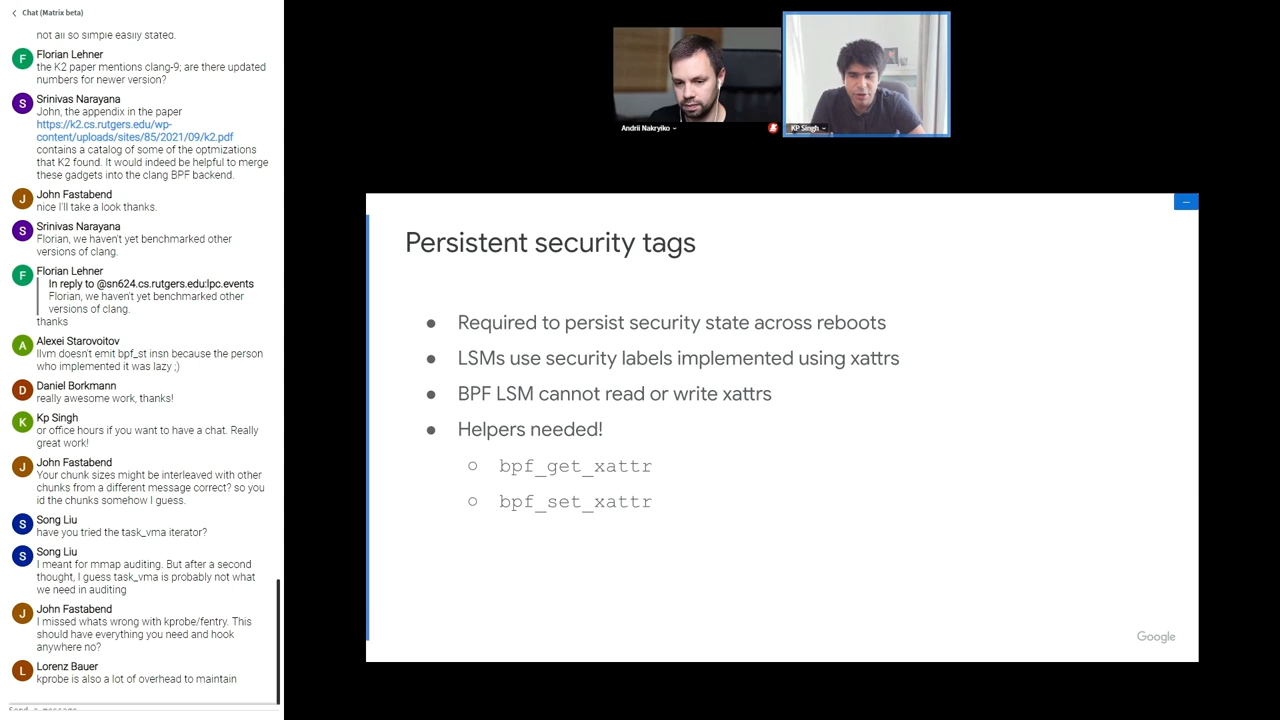 Chat (Matrix beta)
not all so simple easily stated.
F
Florian Lehner
the K2 paper mentions clang-9; are there updated
numbers for newer version?
S
Srinivas Narayana
John, the appendix in the paper
https://k2.cs.rutgers.edu/wp-
content/uploads/sites/85/2021/09/k2.pdf
contains a catalog of some of the optmizations
that K2 found. It would indeed be helpful to merge
these gadgets into the clang BPF backend.
J
John Fastabend
nice I'll take a look thanks.
S
Srinivas Narayana
Florian, we haven't yet benchmarked other
versions of clang.
F
Florian Lehner
In reply to @sn624.cs.rutgers.edu:lpc.events
Florian, we haven't yet benchmarked other
versions of clang.
thanks
A
Alexei Starovoitov
llvm doesn't emit bpf_st insn because the person
who implemented it was lazy ;)
D
Daniel Borkmann
really awesome work, thanks!
K
Kp Singh
or office hours if you want to have a chat. Really
great work!
J
John Fastabend
Your chunk sizes might be interleaved with other
chunks from a different message correct? so you
id the chunks somehow I guess.
S
Song Liu
have you tried the task_vma iterator?
S
Song Liu
I meant for mmap auditing. But after a second
thought, I guess task_vma is probably not what
we need in auditing
J
John Fastabend
I missed whats wrong with kprobe/fentry. This
should have everything you need and hook
anywhere no?
L
Lorenz Bauer
kprobe is also a lot of overhead to maintain
Send a message
Andrii Nakryiko
KP Singh
Persistent security tags
● Required to persist security state across reboots
● LSMs use security labels implemented using xattrs
● BPF LSM cannot read or write xattrs
● Helpers needed!
○ bpf_get_xattr
○ bpf_set_xattr
Google